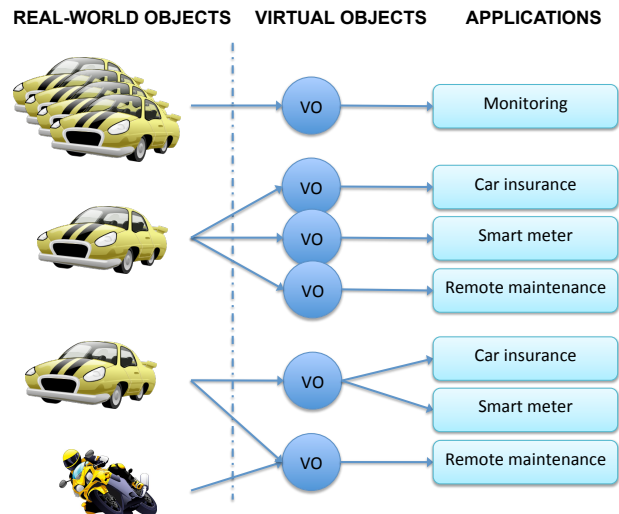 REAL-WORLD OBJECTS VIRTUAL OBJECTS APPLICATIONS
VO Monitoring
VO Car insurance
VO Smart meter
VO Remote maintenance
Car insurance
VO
Smart meter
VO Remote maintenance